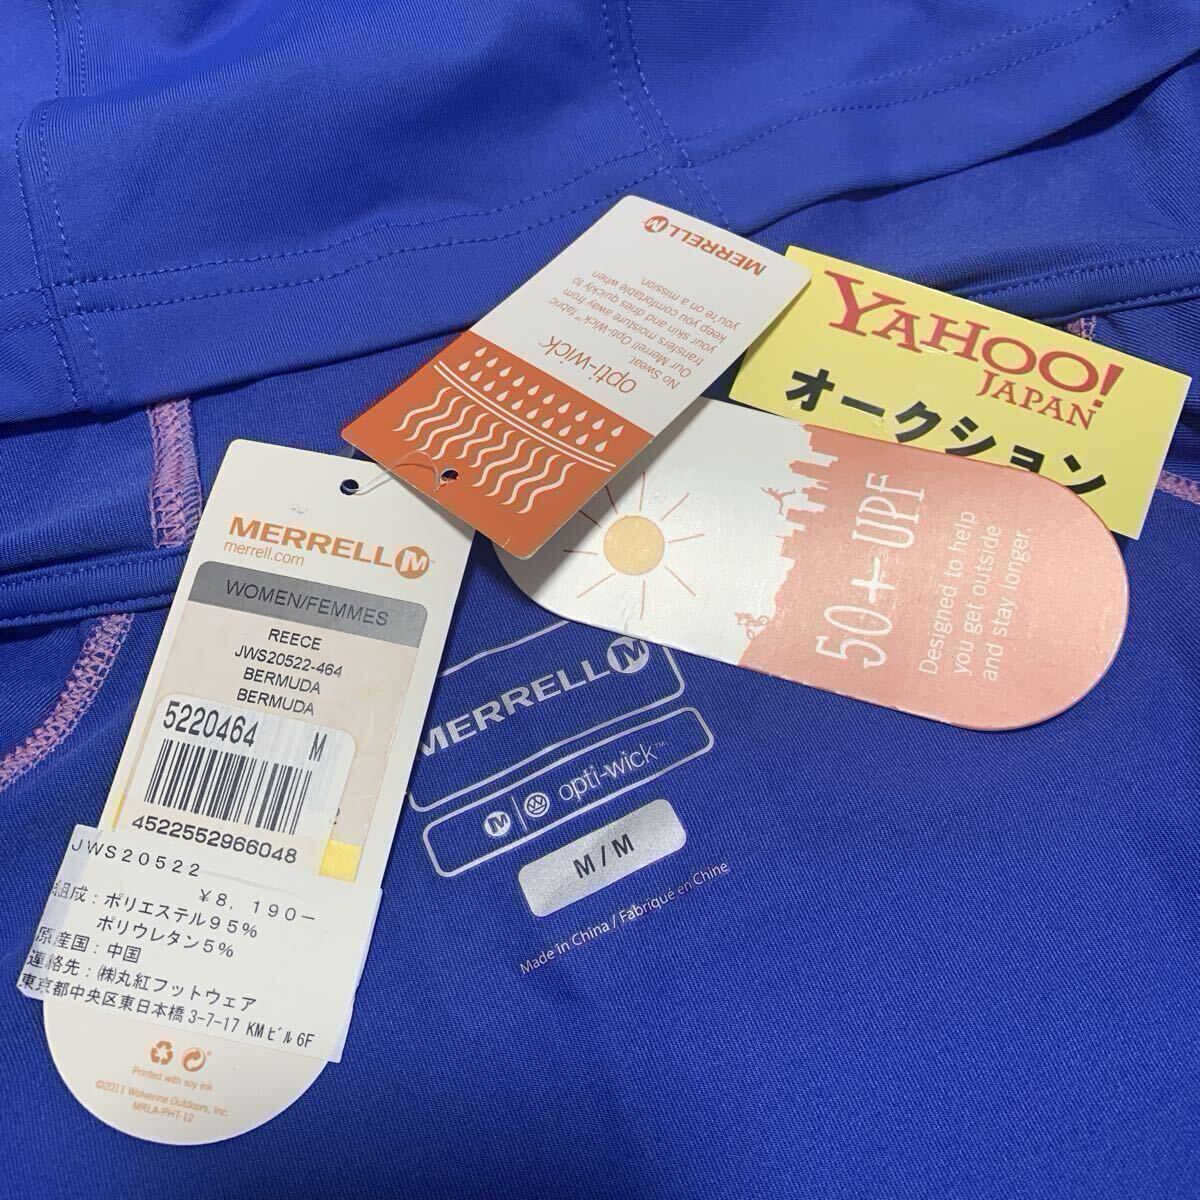 MERRELL
opti-wick™
No Sweat.
Our Merrell Opti-Wick™ fabric
transfers moisture away from
your skin and dries quickly to
keep you comfortable when
you're on a mission.
YAHOO!
JAPAN
オークション
50+ UPF
Designed to help
you get outside
and stay longer.
MERRELL
merrell.com
WOMEN/FEMMES
REECE
JWS20522-464
BERMUDA
BERMUDA
5220464 M
4522552966048
JWS20522
¥8,190-
組成:ポリエステル95%
ポリウレタン5%
原産国:中国
連絡先:㈱丸紅フットウェア
東京都中央区東日本橋3-7-17 KMビル6F
Printed with soy ink
©2011 Wolverine Outdoors, Inc.
MRLA-PHT-12
MERRELL
opti-wick™
M / M
Made in China / Fabriqué en Chine